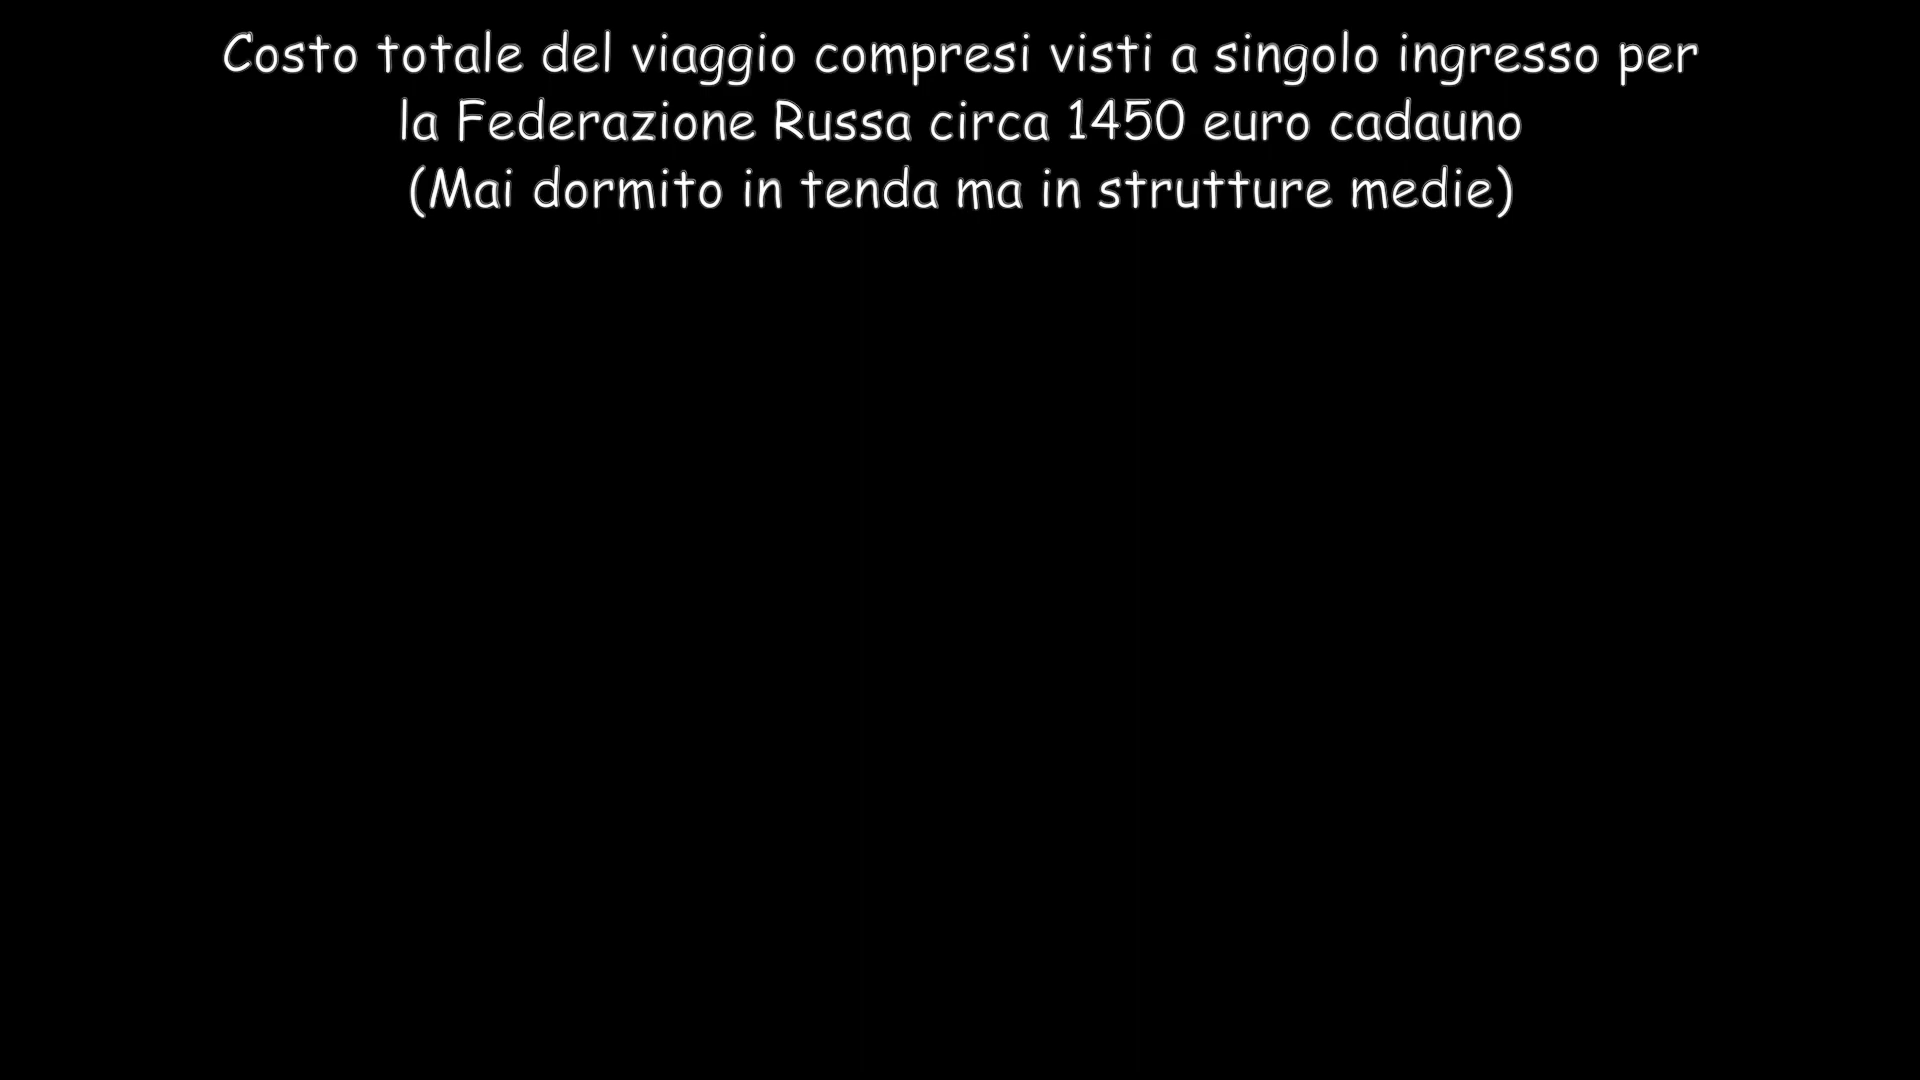 Costo totale del viaggio compresi visti a singolo ingresso per
la Federazione Russa circa 1450 euro cadauno
(Mai dormito in tenda ma in strutture medie)